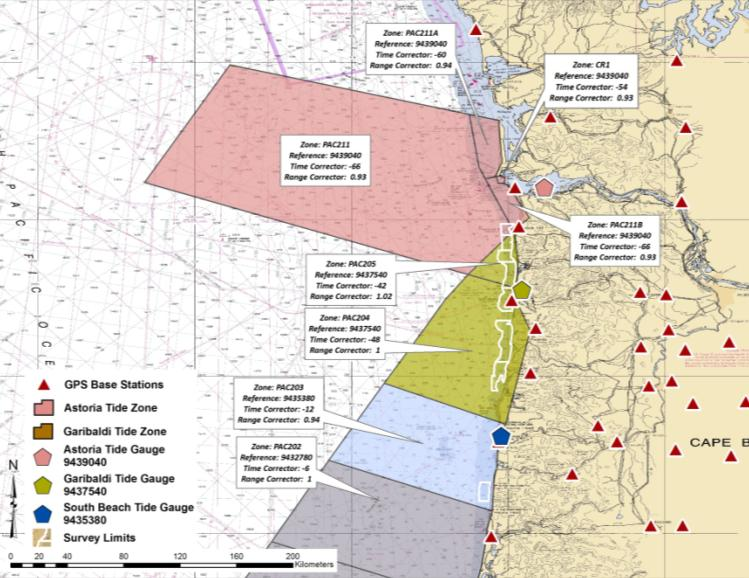 Zone: PAC211A
Reference: 9439040
Time Corrector: -60
Range Corrector: 0.94
Zone: CR1
Reference: 9439040
Time Corrector: -54
Range Corrector: 0.93
Zone: PAC211
Reference: 9439040
Time Corrector: -66
Range Corrector: 0.93
Zone: PAC211B
Reference: 9439040
Time Corrector: -66
Range Corrector: 0.93
Zone: PAC205
Reference: 9437540
Time Corrector: -42
Range Corrector: 1.02
Zone: PAC204
Reference: 9437540
Time Corrector: -48
Range Corrector: 1
Zone: PAC203
Reference: 9435380
Time Corrector: -12
Range Corrector: 0.94
Zone: PAC202
Reference: 9432780
Time Corrector: -6
Range Corrector: 1
H PACIFIC OCE
CAPE B
GPS Base Stations
Astoria Tide Zone
Garibaldi Tide Zone
Astoria Tide Gauge
9439040
Garibaldi Tide Gauge
9437540
South Beach Tide Gauge
9435380
Survey Limits
N
0 20 40 80 120 160 200
Kilometers